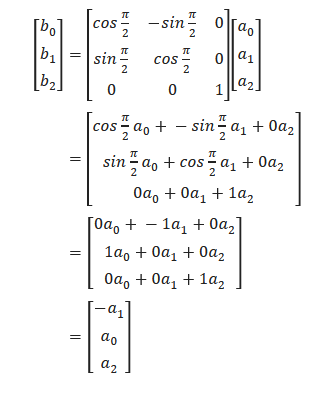 [b₀ b₁ b₂] = [cos π/2 −sin π/2 0; sin π/2 cos π/2 0; 0 0 1] [a₀ a₁ a₂]
= [cos π/2 a₀ + − sin π/2 a₁ + 0a₂
sin π/2 a₀ + cos π/2 a₁ + 0a₂
0a₀ + 0a₁ + 1a₂]
= [0a₀ + − 1a₁ + 0a₂
1a₀ + 0a₁ + 0a₂
0a₀ + 0a₁ + 1a₂]
= [−a₁
a₀
a₂]